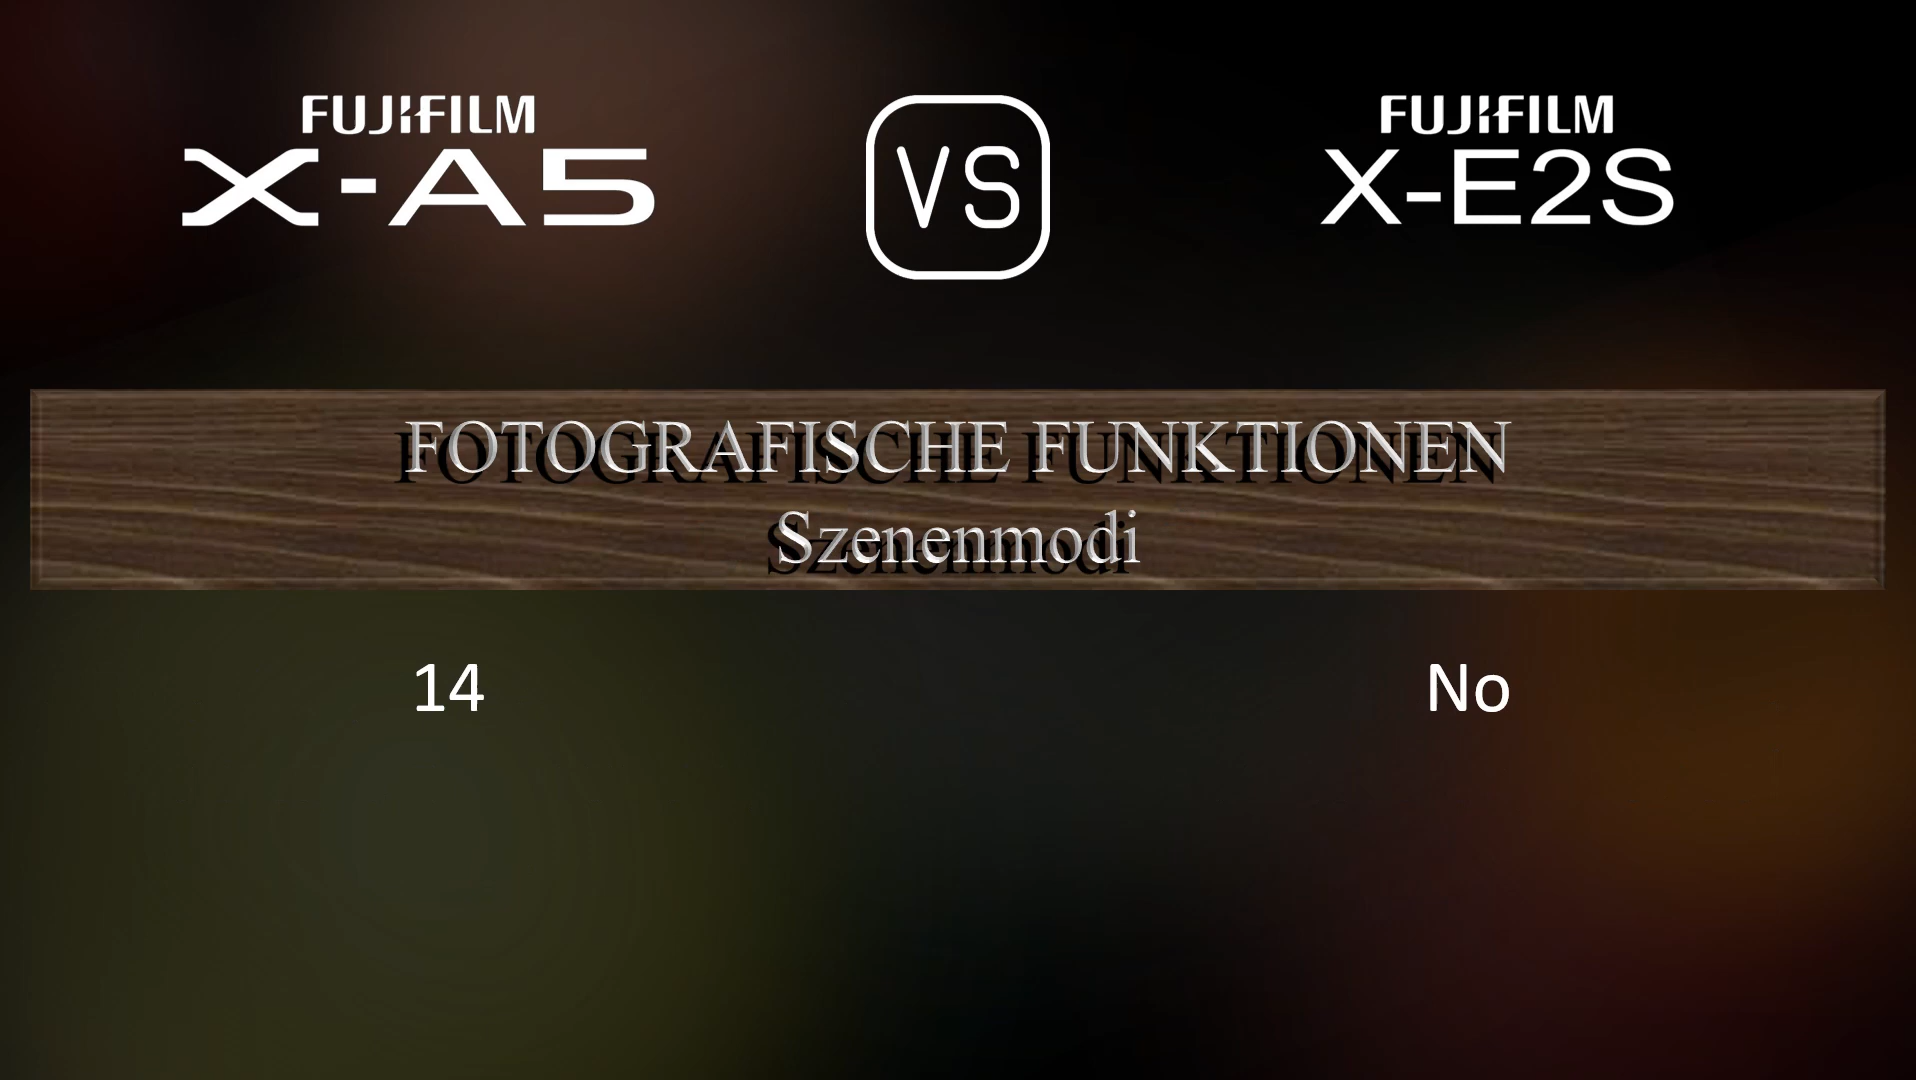 FUJIFILM
X-A5
VS
FUJIFILM
X-E2S
FOTOGRAFISCHE FUNKTIONEN
Szenenmodi
14
No